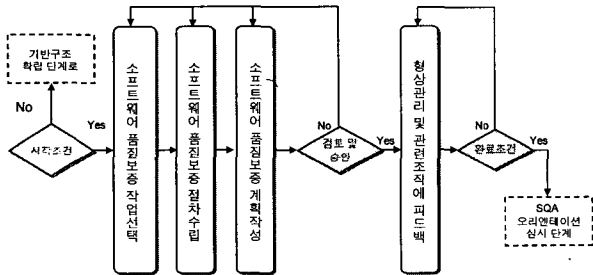 기반구조
확립 단계로
No
Yes
시작조건
소프트웨어 품질보증 작업선택
소프트웨어 품질보증 절차수립
소프트웨어 품질보증 계획작성
No
검토 및
승인
Yes
형상관리 및 관련조직에 피드백
No
완료조건
Yes
SQA
오리엔테이션
실시 단계